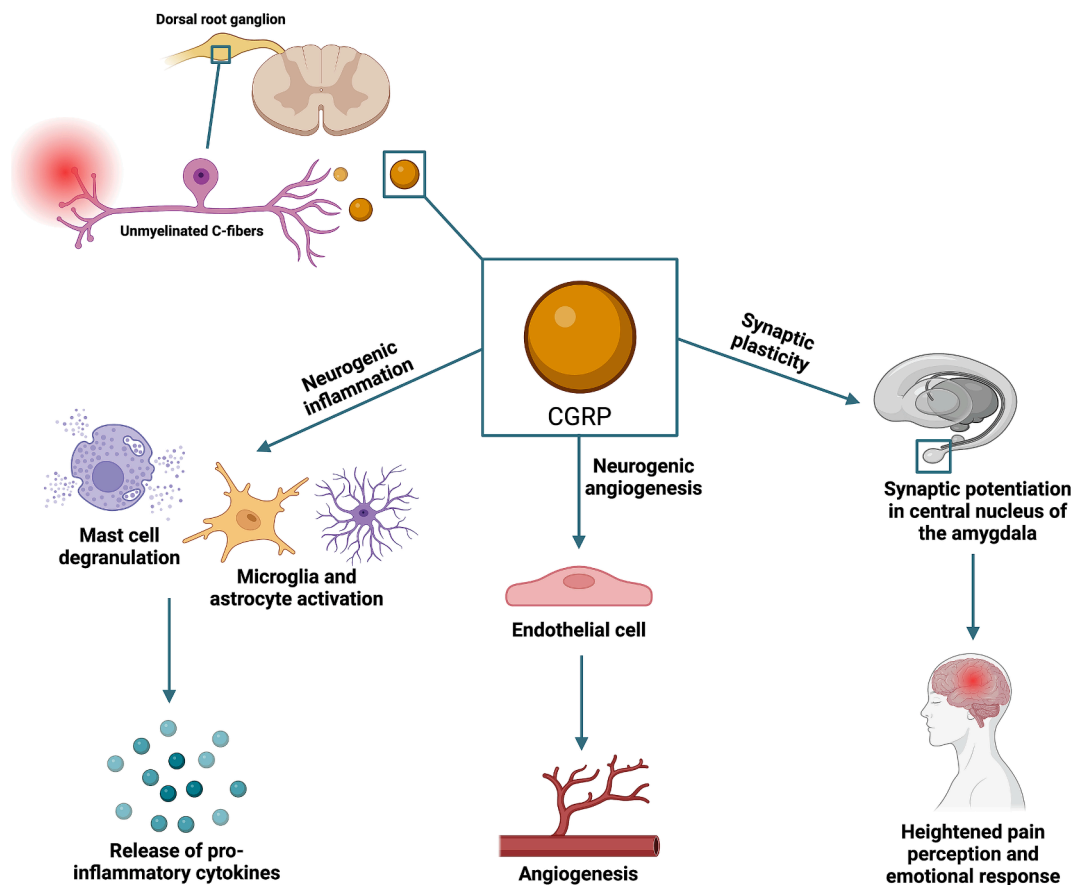 Dorsal root ganglion
Unmyelinated C-fibers
CGRP
Neurogenic
inflammation
Mast cell
degranulation
Microglia and
astrocyte activation
Release of pro-
inflammatory cytokines
Neurogenic
angiogenesis
Endothelial cell
Angiogenesis
Synaptic
plasticity
Synaptic potentiation
in central nucleus of
the amygdala
Heightened pain
perception and
emotional response